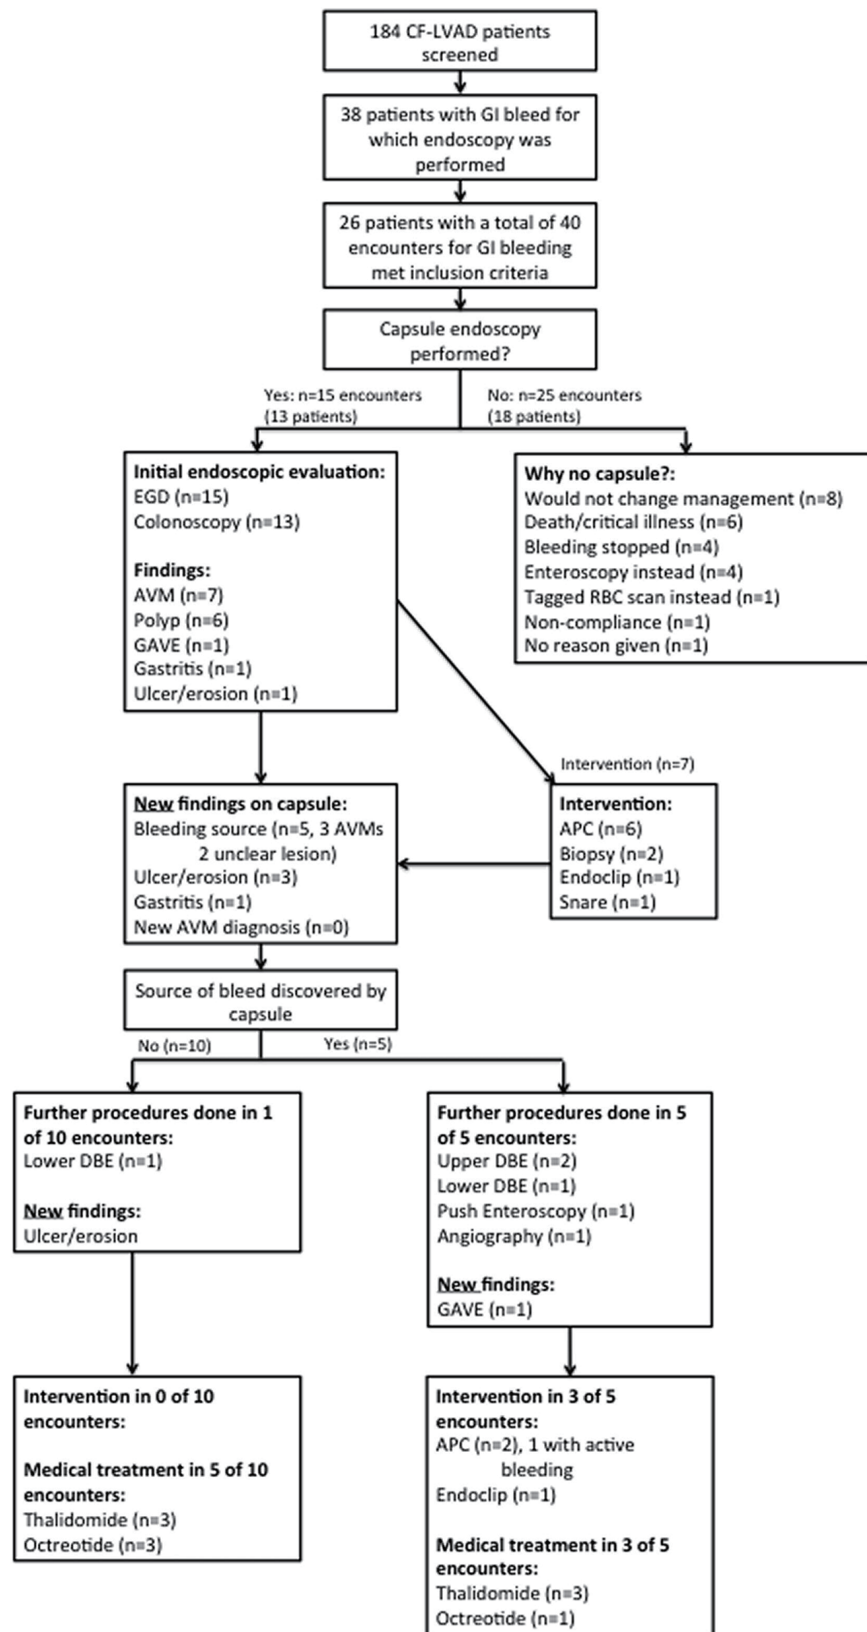 184 CF-LVAD patients
screened
38 patients with GI bleed for
which endoscopy was
performed
26 patients with a total of 40
encounters for GI bleeding
met inclusion criteria
Capsule endoscopy
performed?
Yes: n=15 encounters
(13 patients)
No: n=25 encounters
(18 patients)
Initial endoscopic evaluation:
EGD (n=15)
Colonoscopy (n=13)
Findings:
AVM (n=7)
Polyp (n=6)
GAVE (n=1)
Gastritis (n=1)
Ulcer/erosion (n=1)
Why no capsule?:
Would not change management (n=8)
Death/critical illness (n=6)
Bleeding stopped (n=4)
Enteroscopy instead (n=4)
Tagged RBC scan instead (n=1)
Non-compliance (n=1)
No reason given (n=1)
Intervention (n=7)
Intervention:
APC (n=6)
Biopsy (n=2)
Endoclip (n=1)
Snare (n=1)
New findings on capsule:
Bleeding source (n=5, 3 AVMs
2 unclear lesion)
Ulcer/erosion (n=3)
Gastritis (n=1)
New AVM diagnosis (n=0)
Source of bleed discovered by
capsule
No (n=10)
Yes (n=5)
Further procedures done in 1
of 10 encounters:
Lower DBE (n=1)
New findings:
Ulcer/erosion
Further procedures done in 5
of 5 encounters:
Upper DBE (n=2)
Lower DBE (n=1)
Push Enteroscopy (n=1)
Angiography (n=1)
New findings:
GAVE (n=1)
Intervention in 0 of 10
encounters:
Medical treatment in 5 of 10
encounters:
Thalidomide (n=3)
Octreotide (n=3)
Intervention in 3 of 5
encounters:
APC (n=2), 1 with active
bleeding
Endoclip (n=1)
Medical treatment in 3 of 5
encounters:
Thalidomide (n=3)
Octreotide (n=1)